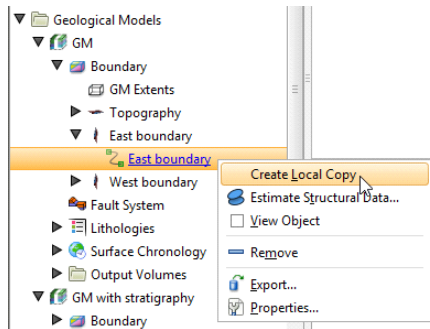 Geological Models
GM
Boundary
GM Extents
Topography
East boundary
East boundary
West boundary
Fault System
Lithologies
Surface Chronology
Output Volumes
GM with stratigraphy
Boundary
Create Local Copy
Estimate Structural Data...
View Object
Remove
Export...
Properties...